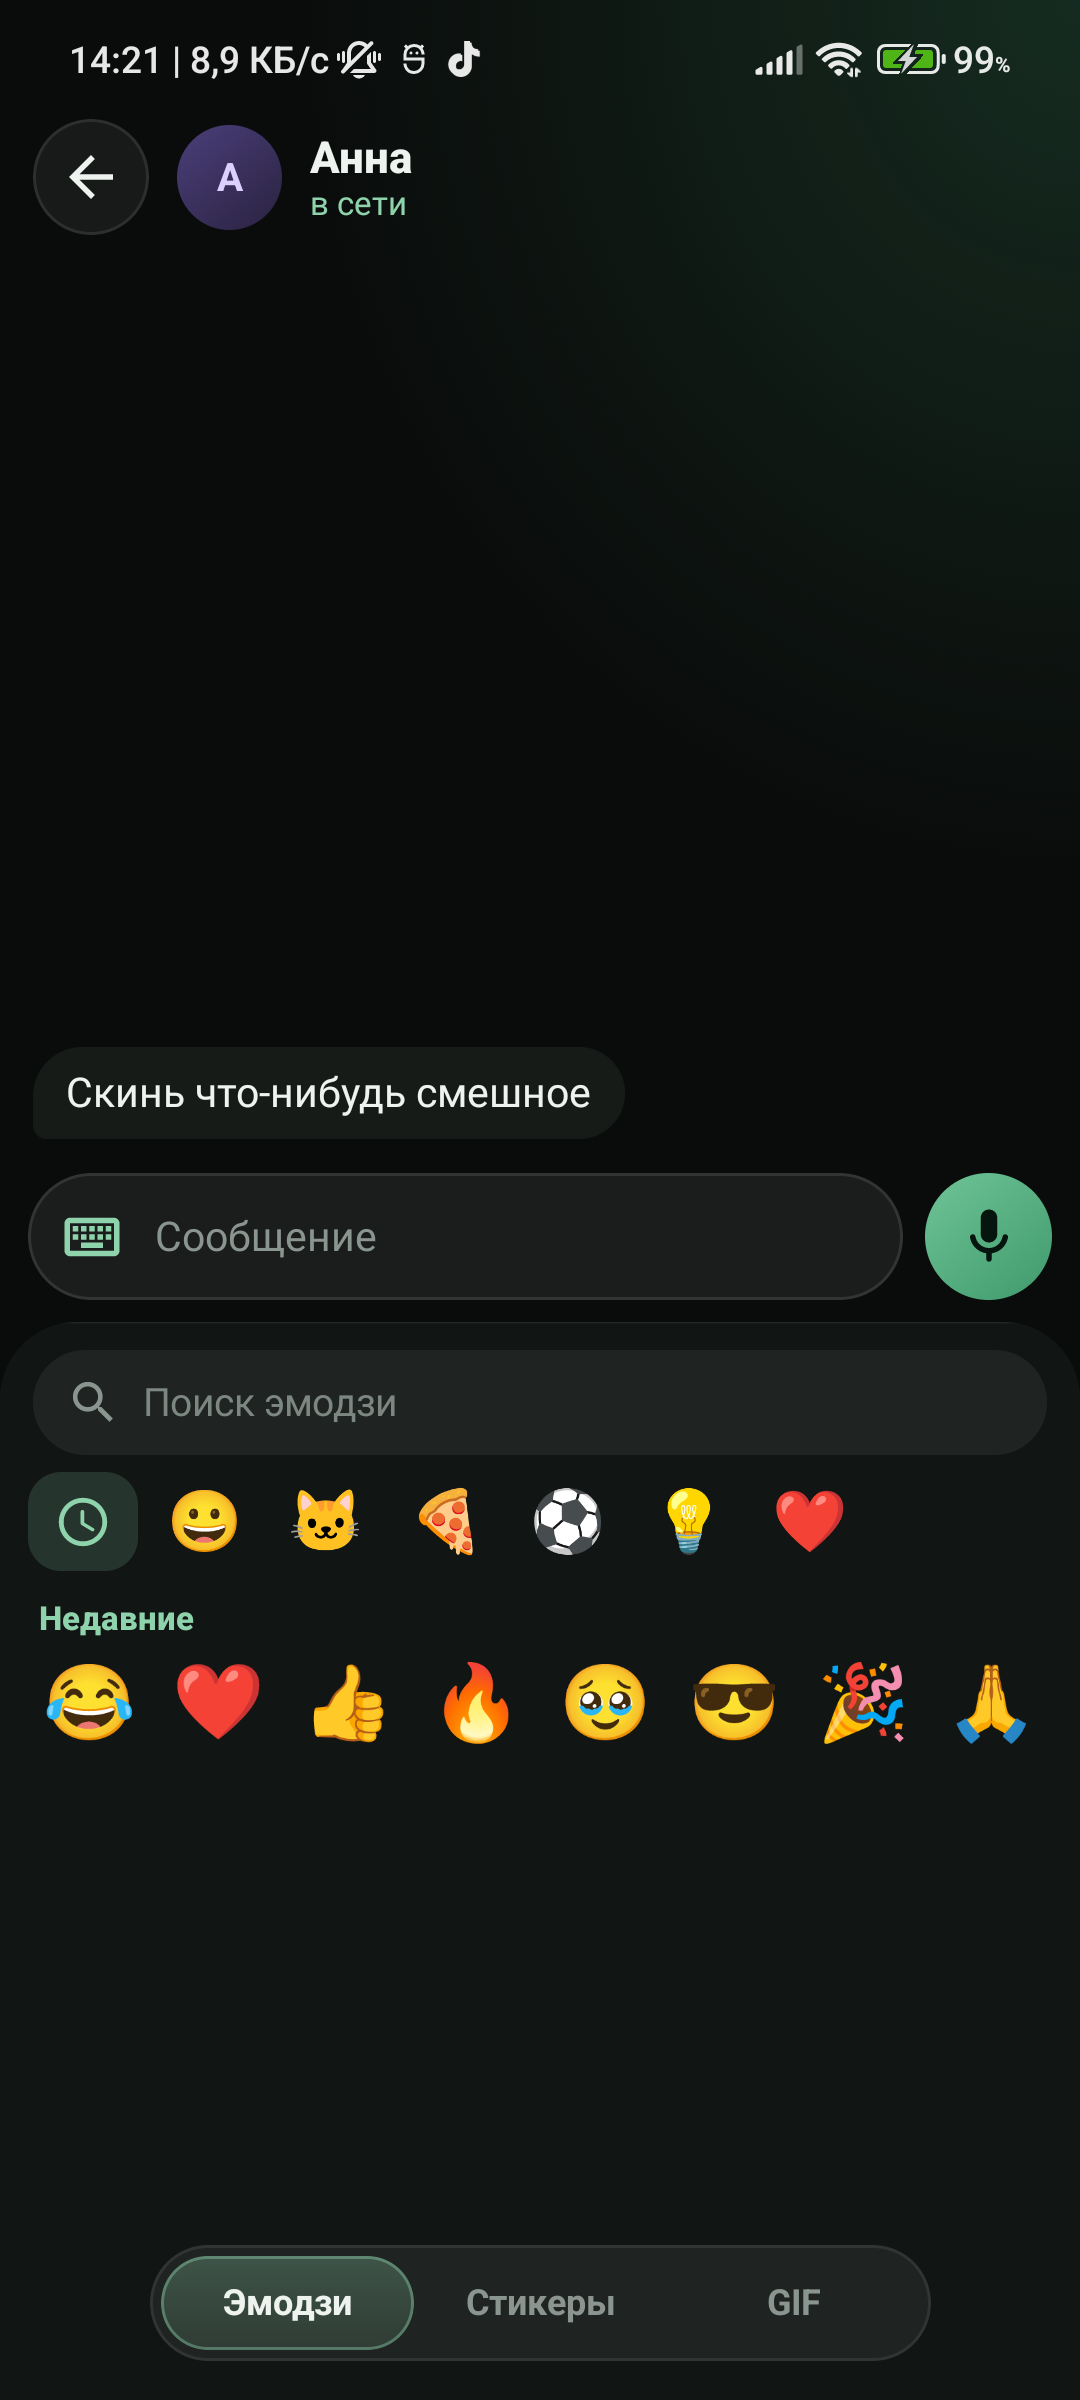 14:21 | 8,9 КБ/с
99%
А
Анна
в сети
Скинь что-нибудь смешное
Сообщение
Поиск эмодзи
Недавние
Эмодзи
Стикеры
GIF